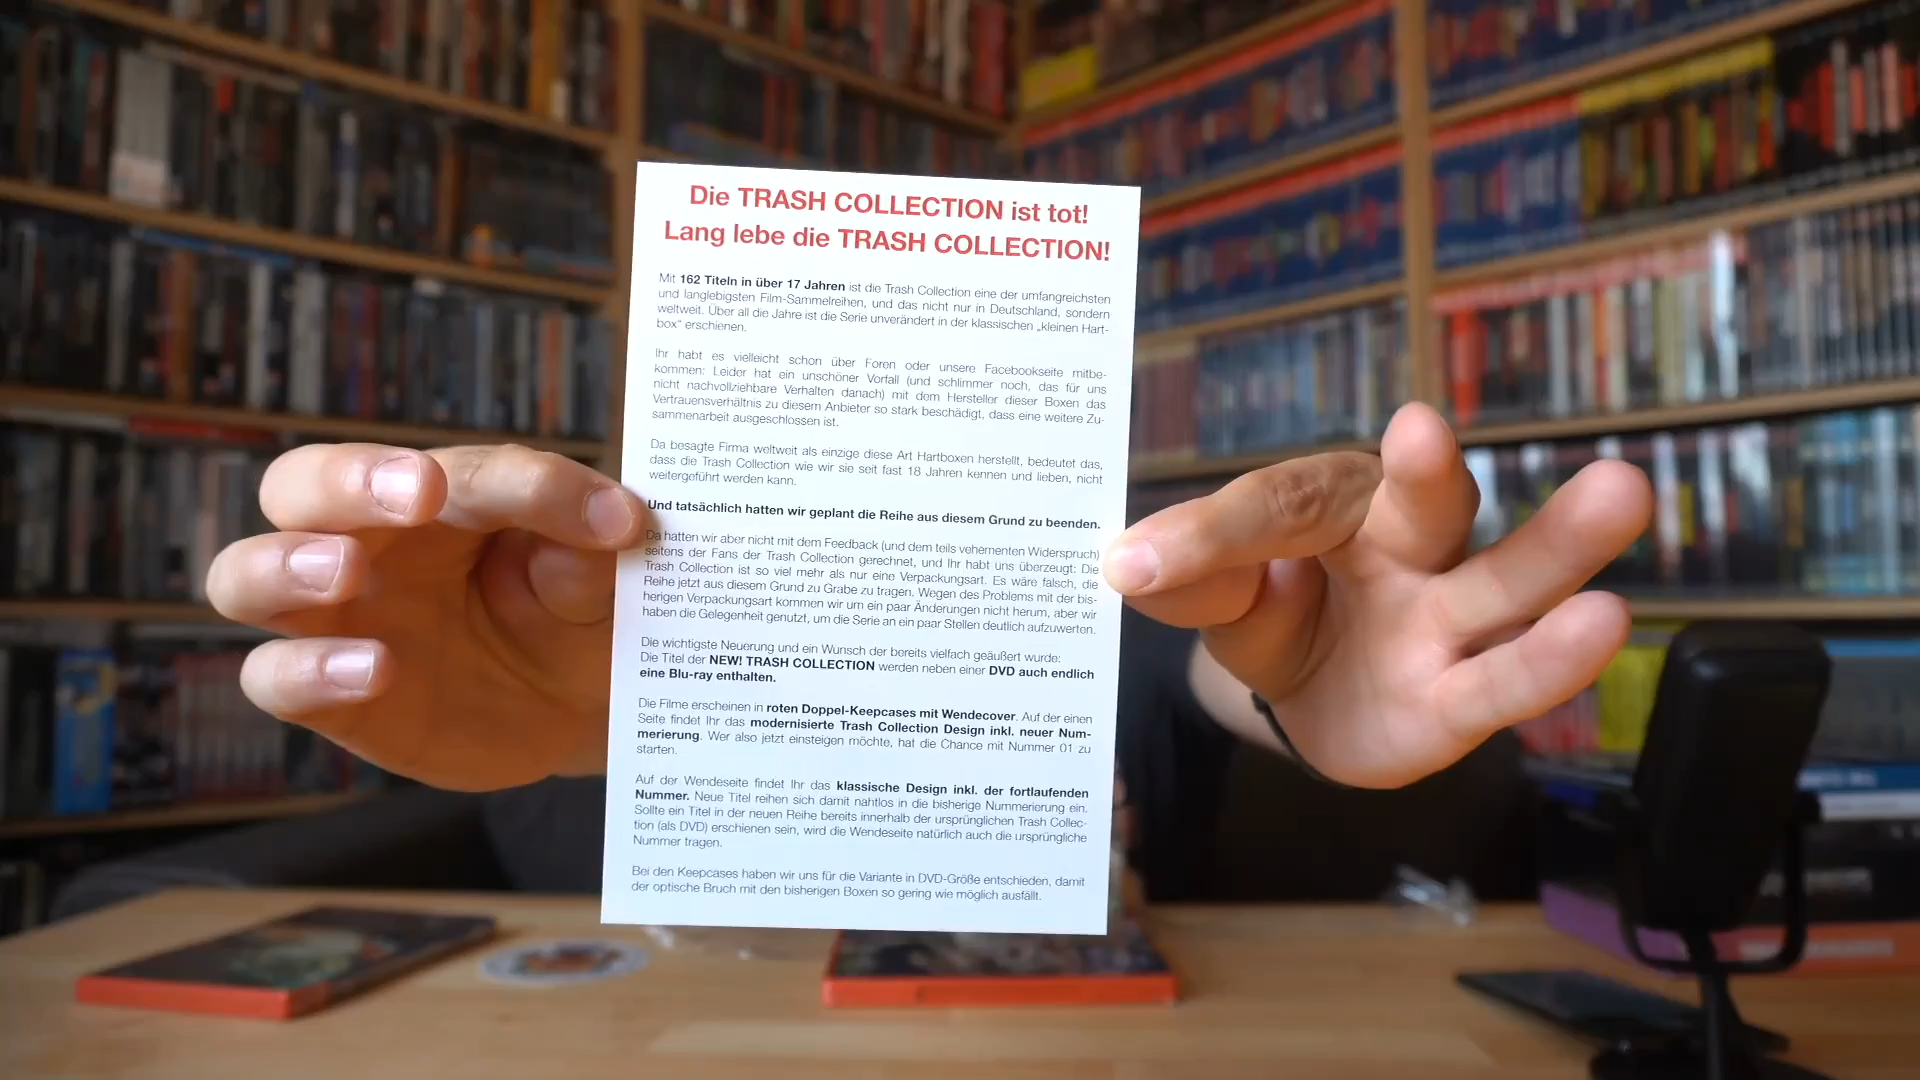 Die TRASH COLLECTION ist tot!
Lang lebe die TRASH COLLECTION!
Mit 162 Titeln in über 17 Jahren ist die Trash Collection eine der umfangreichsten
und langlebigsten Film-Sammelreihen, und das nicht nur in Deutschland, sondern
weltweit. Über all die Jahre ist die Serie unverändert in der klassischen „kleinen Hart-
box“ erschienen.
Ihr habt es vielleicht schon über Foren oder unsere Facebookseite mitbe-
kommen: Leider hat ein unschöner Vorfall (und schlimmer noch, das für uns
nicht nachvollziehbare Verhalten danach) mit dem Hersteller dieser Boxen das
Vertrauensverhältnis zu diesem Anbieter so stark beschädigt, dass eine weitere Zu-
sammenarbeit ausgeschlossen ist.
Da besagte Firma weltweit als einzige diese Art Hartboxen herstellt, bedeutet das,
dass die Trash Collection wie wir sie seit fast 18 Jahren kennen und lieben, nicht
weitergeführt werden kann.
Und tatsächlich hatten wir geplant die Reihe aus diesem Grund zu beenden.
Da hatten wir aber nicht mit dem Feedback (und dem teils vehementen Widerspruch)
seitens der Fans der Trash Collection gerechnet, und Ihr habt uns überzeugt: Die
Trash Collection ist so viel mehr als nur eine Verpackungsart. Es wäre falsch, die
Reihe jetzt aus diesem Grund zu Grabe zu tragen. Wegen des Problems mit der bis-
herigen Verpackungsart kommen wir um ein paar Änderungen nicht herum, aber wir
haben die Gelegenheit genutzt, um die Serie an ein paar Stellen deutlich aufzuwerten.
Die wichtigste Neuerung und ein Wunsch der bereits vielfach geäußert wurde:
Die Titel der NEW! TRASH COLLECTION werden neben einer DVD auch endlich
eine Blu-ray enthalten.
Die Filme erscheinen in roten Doppel-Keepcases mit Wendecover. Auf der einen
Seite findet Ihr das modernisierte Trash Collection Design inkl. neuer Num-
merierung. Wer also jetzt einsteigen möchte, hat die Chance mit Nummer 01 zu
starten.
Auf der Wendeseite findet Ihr das klassische Design inkl. der fortlaufenden
Nummer. Neue Titel reihen sich damit nahtlos in die bisherige Nummerierung ein.
Sollte ein Titel in der neuen Reihe bereits innerhalb der ursprünglichen Trash Collec-
tion (als DVD) erschienen sein, wird die Wendeseite natürlich auch die ursprüngliche
Nummer tragen.
Bei den Keepcases haben wir uns für die Variante in DVD-Größe entschieden, damit
der optische Bruch mit den bisherigen Boxen so gering wie möglich ausfällt.